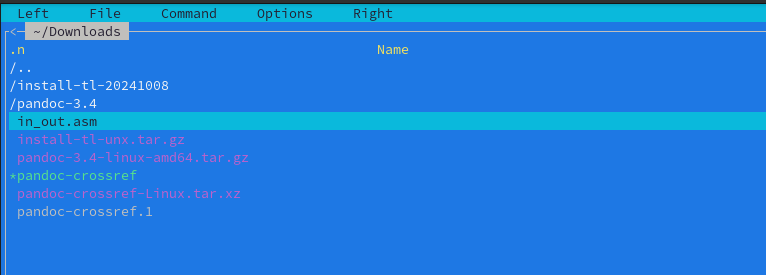 Left File Command Options Right
<─ ~/Downloads
.n Name
/..
/install-tl-20241008
/pandoc-3.4
in_out.asm
install-tl-unx.tar.gz
pandoc-3.4-linux-amd64.tar.gz
*pandoc-crossref
pandoc-crossref-Linux.tar.xz
pandoc-crossref.1